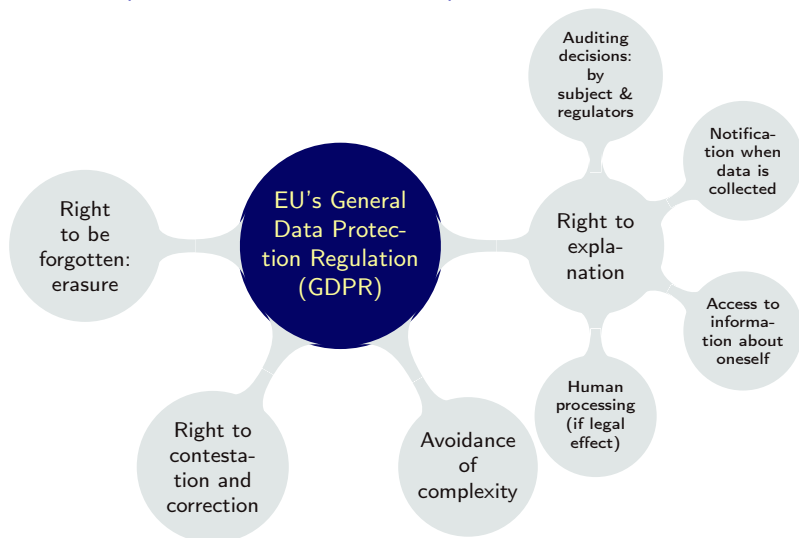 EU's General
Data Protec-
tion Regulation
(GDPR)
Right
to be
forgotten:
erasure
Right to
contesta-
tion and
correction
Avoidance
of
complexity
Right to
expla-
nation
Human
processing
(if legal
effect)
Access to
informa-
tion about
oneself
Notifica-
tion when
data is
collected
Auditing
decisions:
by
subject &
regulators